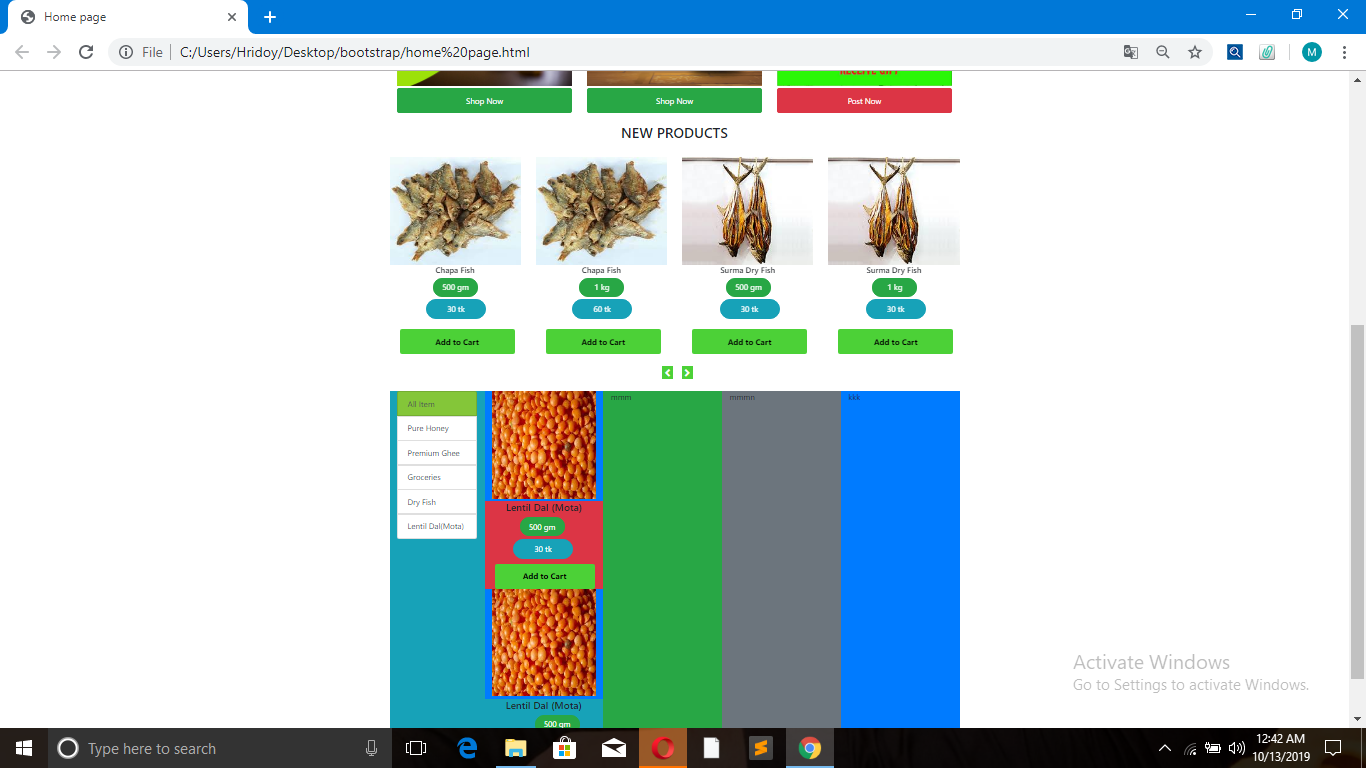 Home page
File
C:/Users/Hridoy/Desktop/bootstrap/home%20page.html
M
RECEIVE GIFT
Shop Now
Shop Now
Post Now
NEW PRODUCTS
Chapa Fish
Chapa Fish
Surma Dry Fish
Surma Dry Fish
500 gm
1 kg
500 gm
1 kg
30 tk
60 tk
30 tk
30 tk
Add to Cart
Add to Cart
Add to Cart
Add to Cart
All Item
Pure Honey
Premium Ghee
Groceries
Dry Fish
Lentil Dal(Mota)
Lentil Dal (Mota)
500 gm
30 tk
Add to Cart
Lentil Dal (Mota)
500 gm
mmm
mmmn
kkk
Activate Windows
Go to Settings to activate Windows.
Type here to search
12:42 AM
10/13/2019